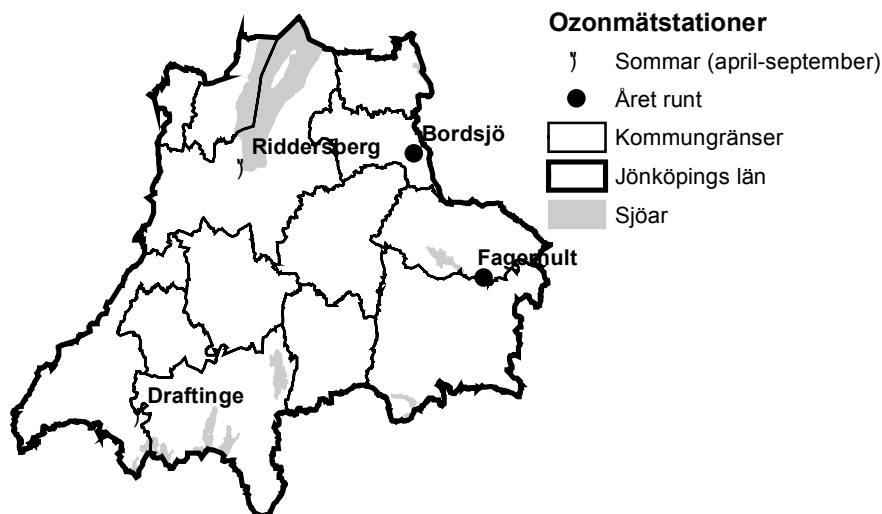 Ozonmätstationer
Sommar (april-september)
Året runt
Kommungränser
Jönköpings län
Sjöar
Bordsjö
Riddersberg
Fagerhult
Draftinge